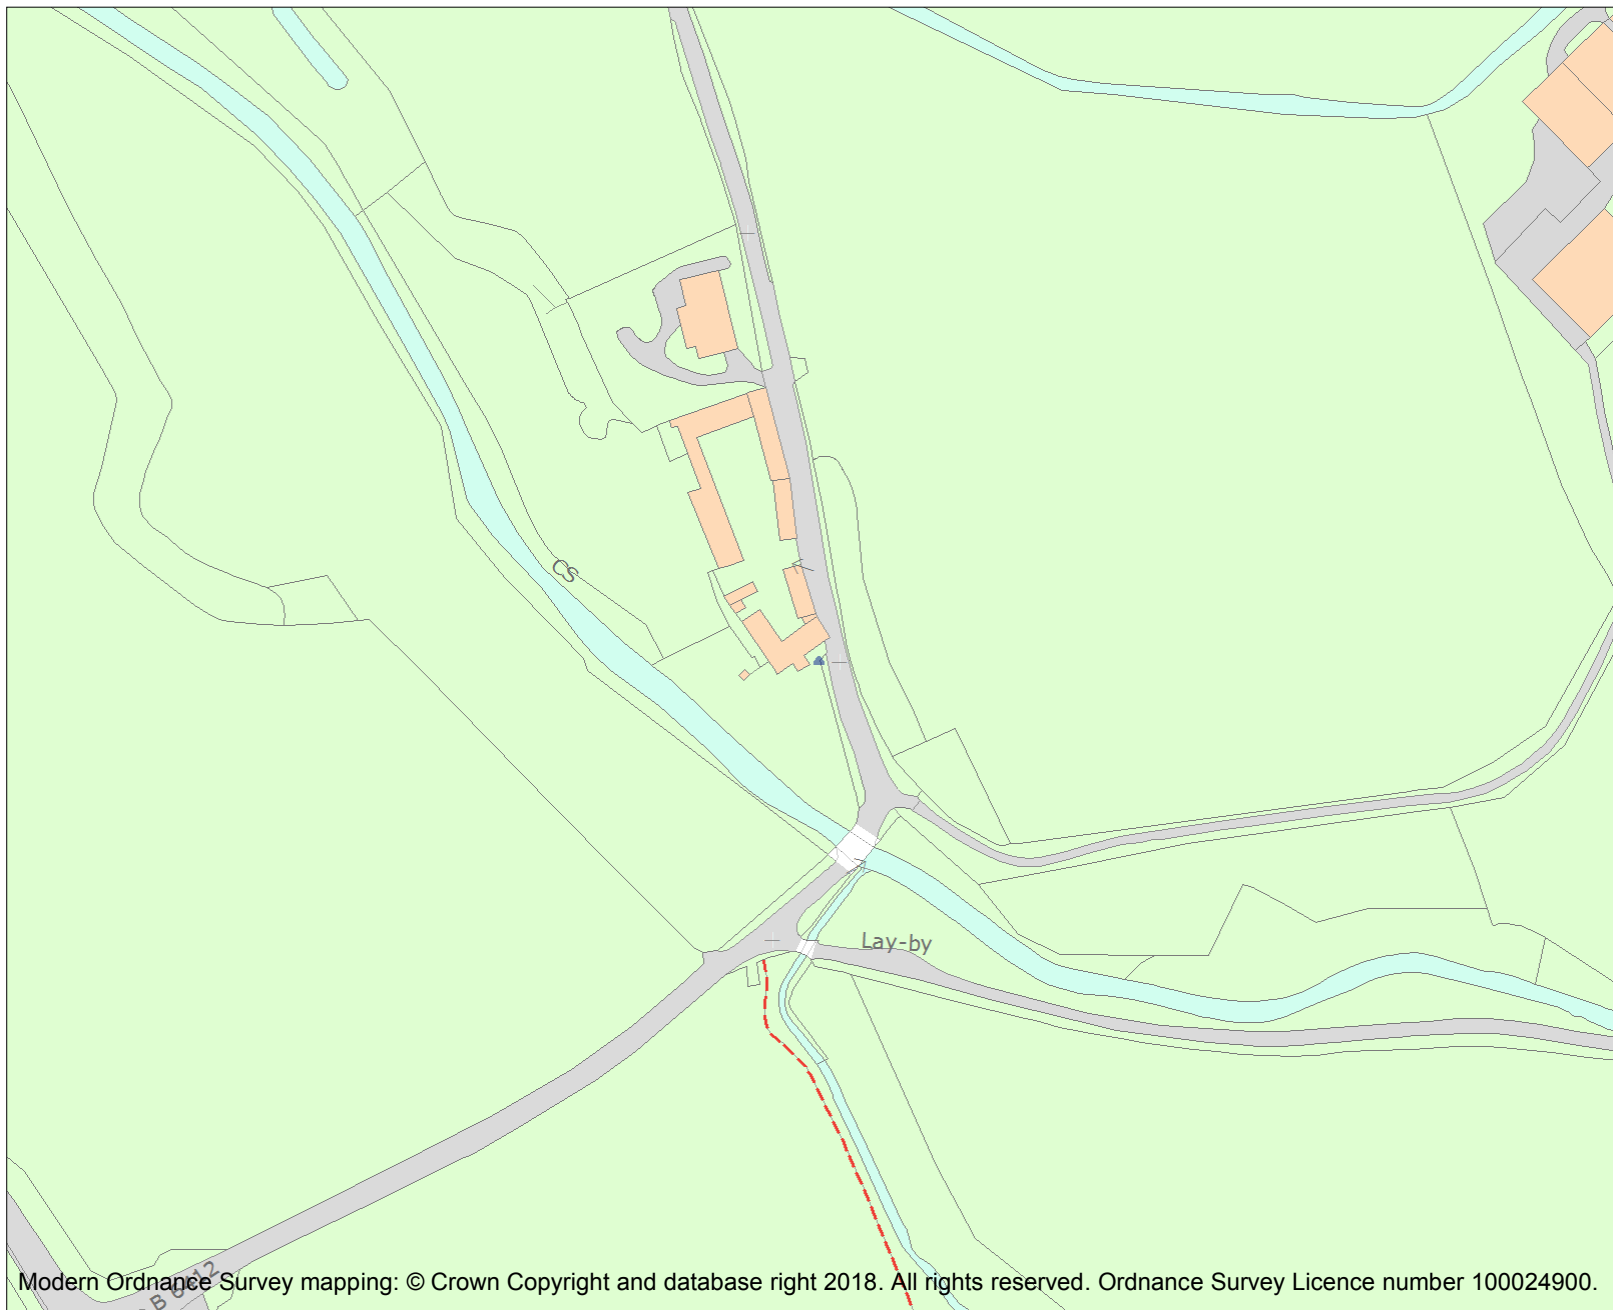 CS
Lay-by
B 6412
Modern Ordnance Survey mapping: © Crown Copyright and database right 2018. All rights reserved. Ordnance Survey Licence number 100024900.